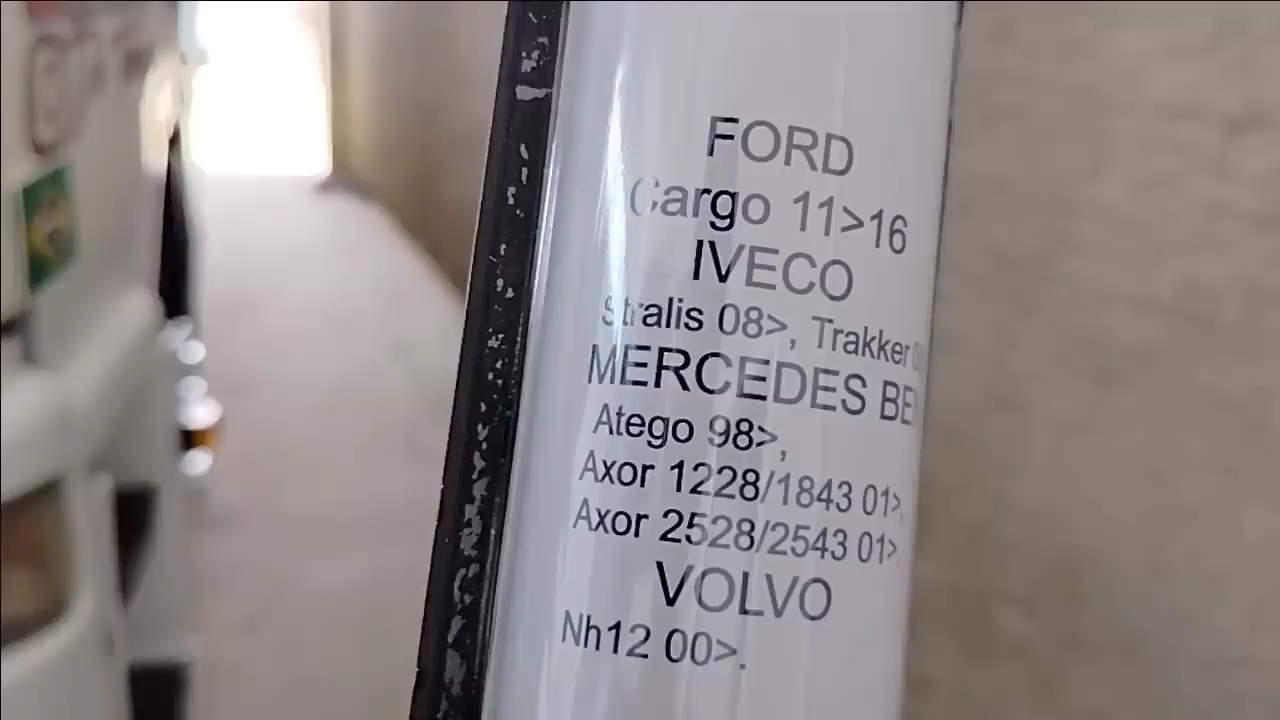 FORD
Cargo 11>16
IVECO
Stralis 08>, Trakker
MERCEDES
Atego 98>,
Axor 1228/1843 01>,
Axor 2528/2543 01>.
VOLVO
Nh12 00>.